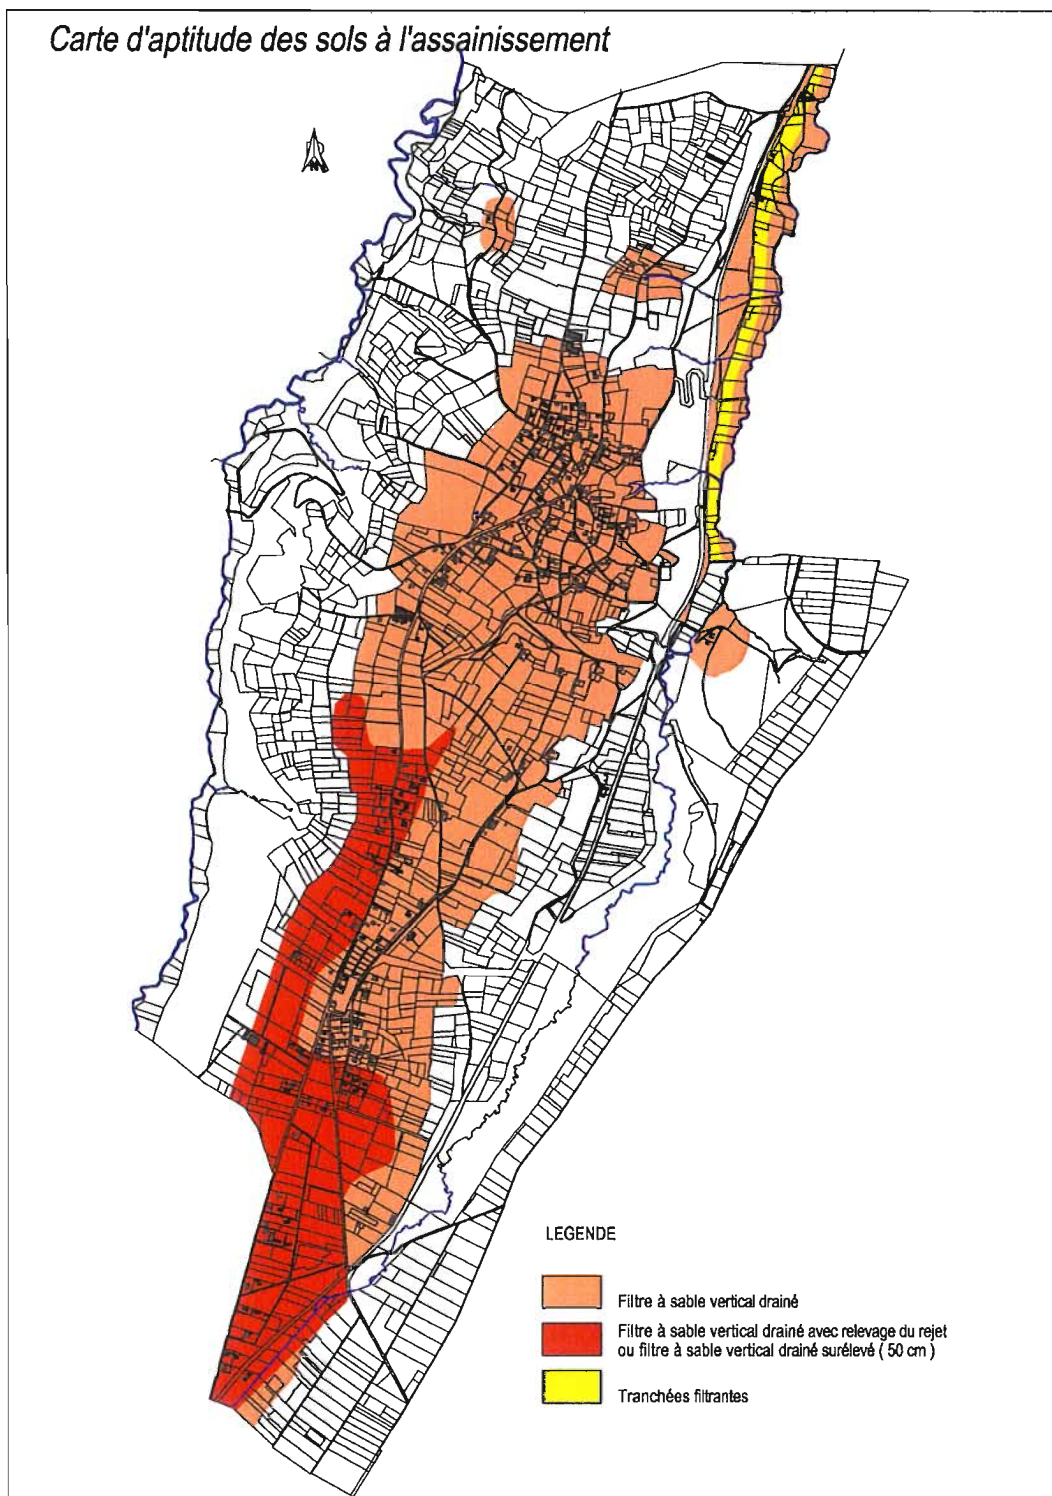 Carte d'aptitude des sols à l'assainissement
LEGENDE
Filtre à sable vertical drainé
Filtre à sable vertical drainé avec relevage du rejet
ou filtre à sable vertical drainé surélevé ( 50 cm )
Tranchées filtrantes